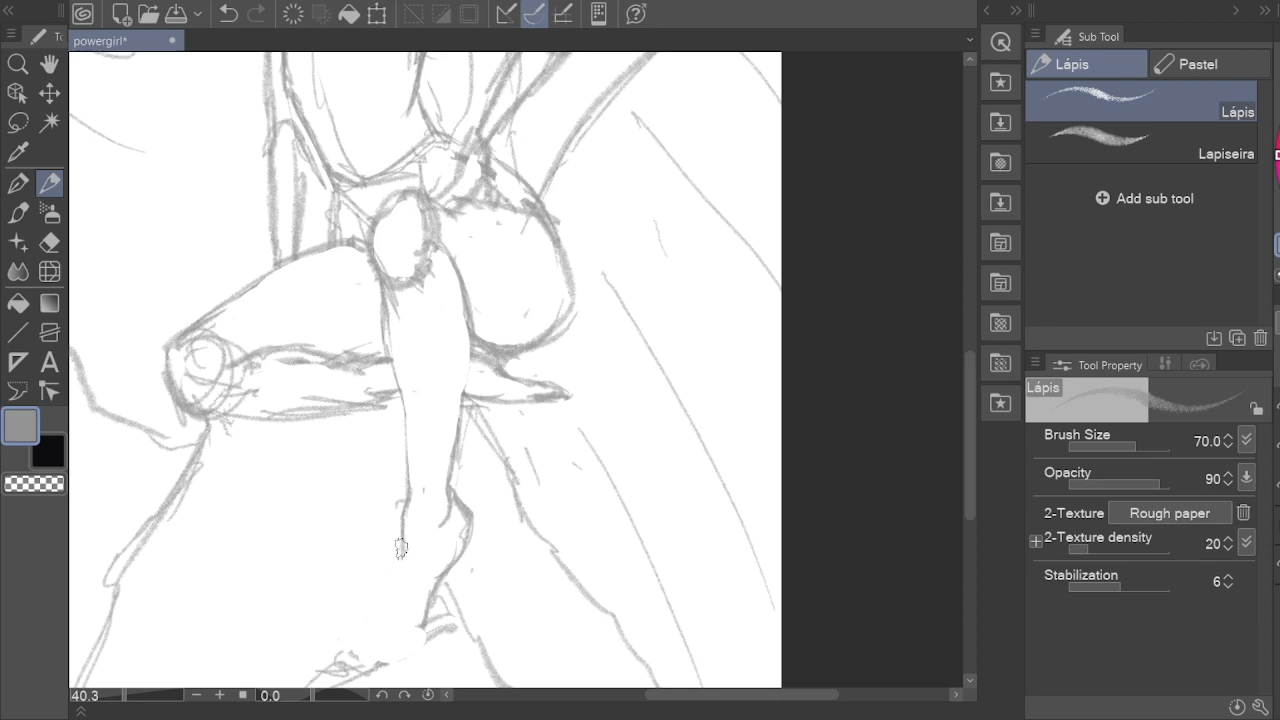 To
powergirl*
Sub Tool
Lápis
Pastel
Lápis
Lapiseira
Add sub tool
Tool Property
Lápis
Brush Size 70.0
Opacity 90
2-Texture Rough paper
2-Texture density 20
Stabilization 6
40.3 0.0